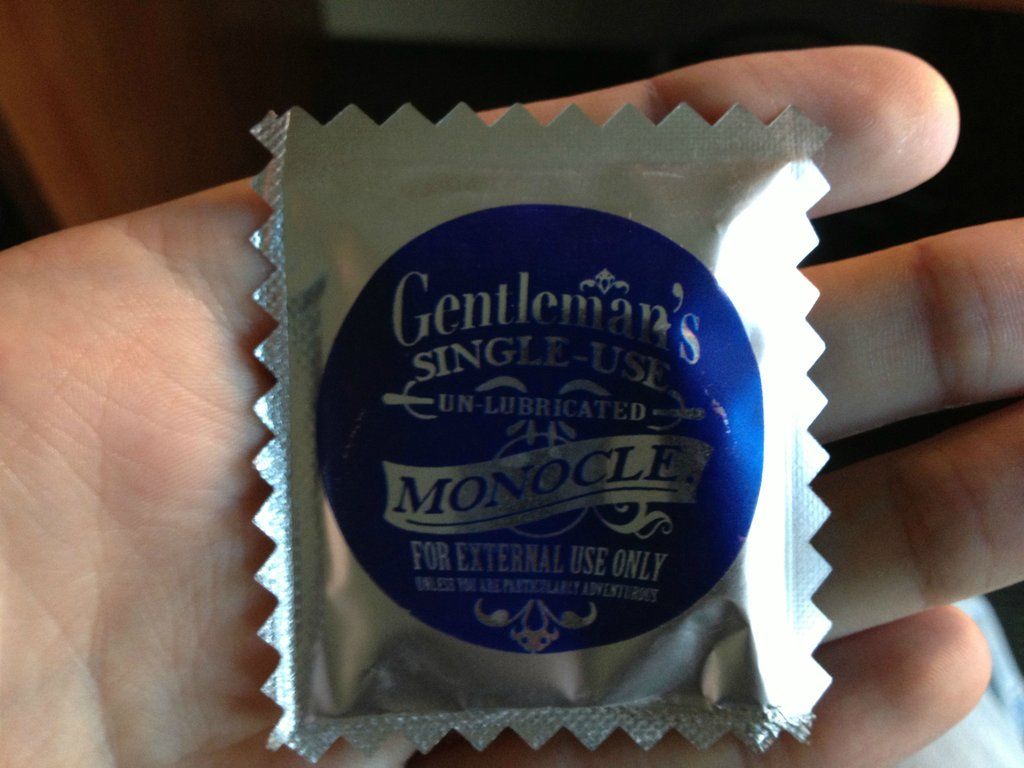 Gentleman's
SINGLE-USE
UN-LUBRICATED
MONOCLE.
FOR EXTERNAL USE ONLY
UNLESS YOU ARE PARTICULARLY ADVENTUROUS